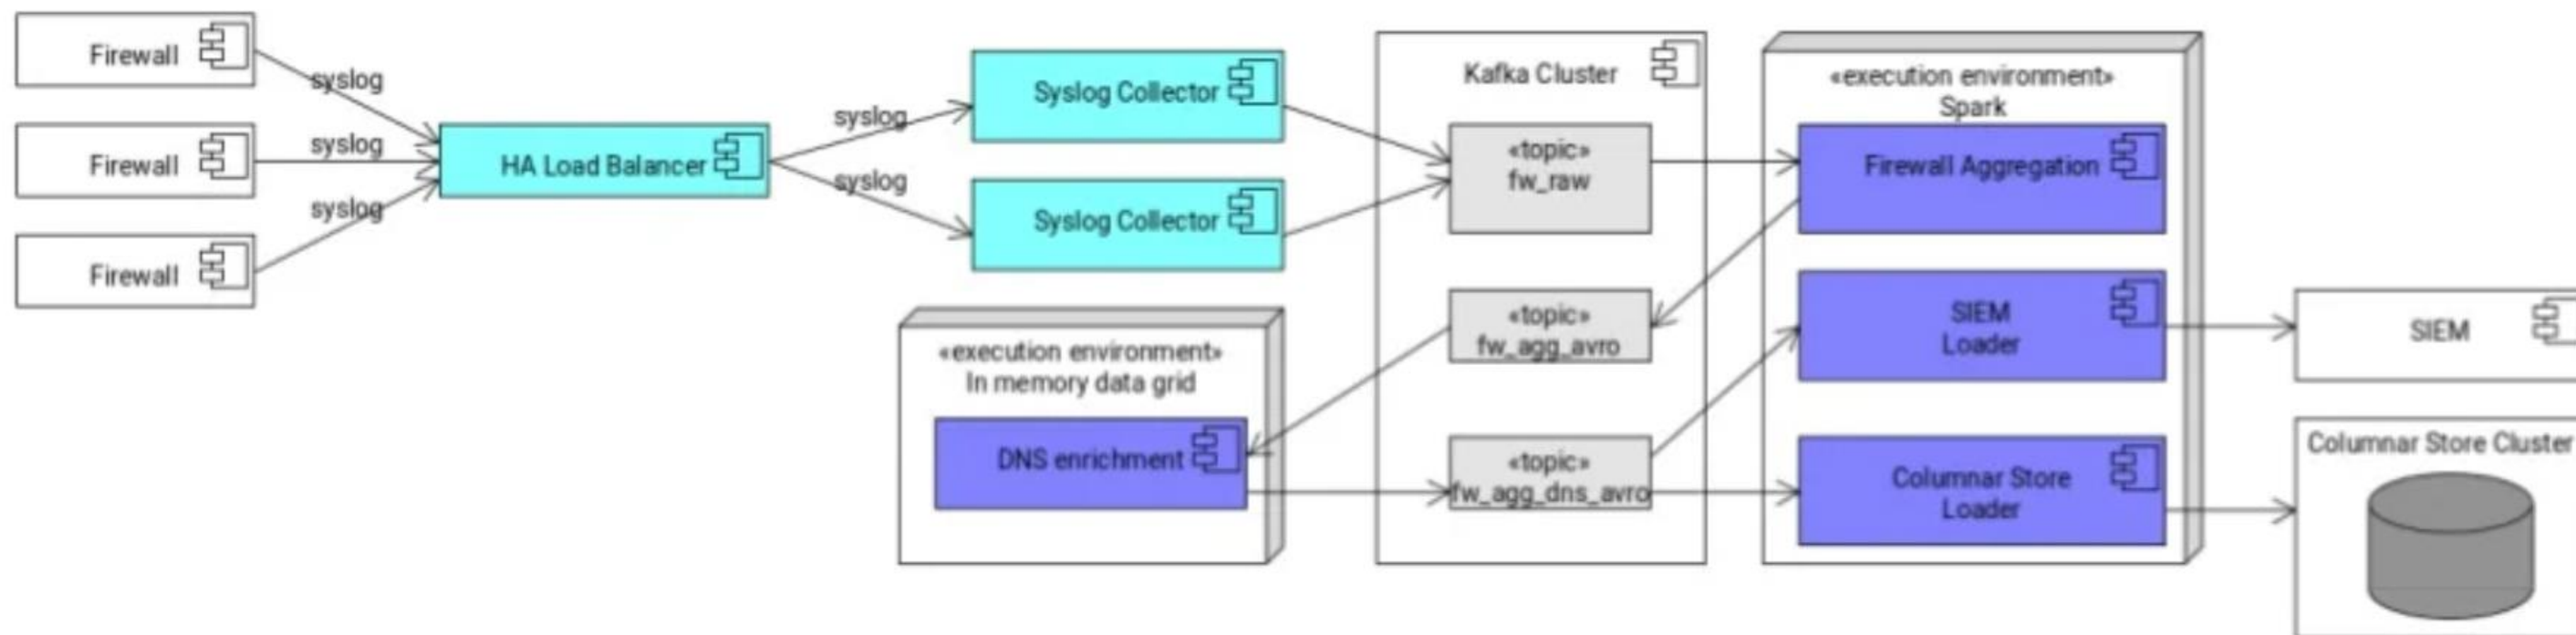 Firewall
syslog
Firewall
syslog
Firewall
syslog
HA Load Balancer
syslog
syslog
Syslog Collector
Syslog Collector
«execution environment»
In memory data grid
DNS enrichment
Kafka Cluster
«topic»
fw_raw
«topic»
fw_agg_avro
«topic»
fw_agg_dns_avro
«execution environment»
Spark
Firewall Aggregation
SIEM
Loader
Columnar Store
Loader
SIEM
Columnar Store Cluster